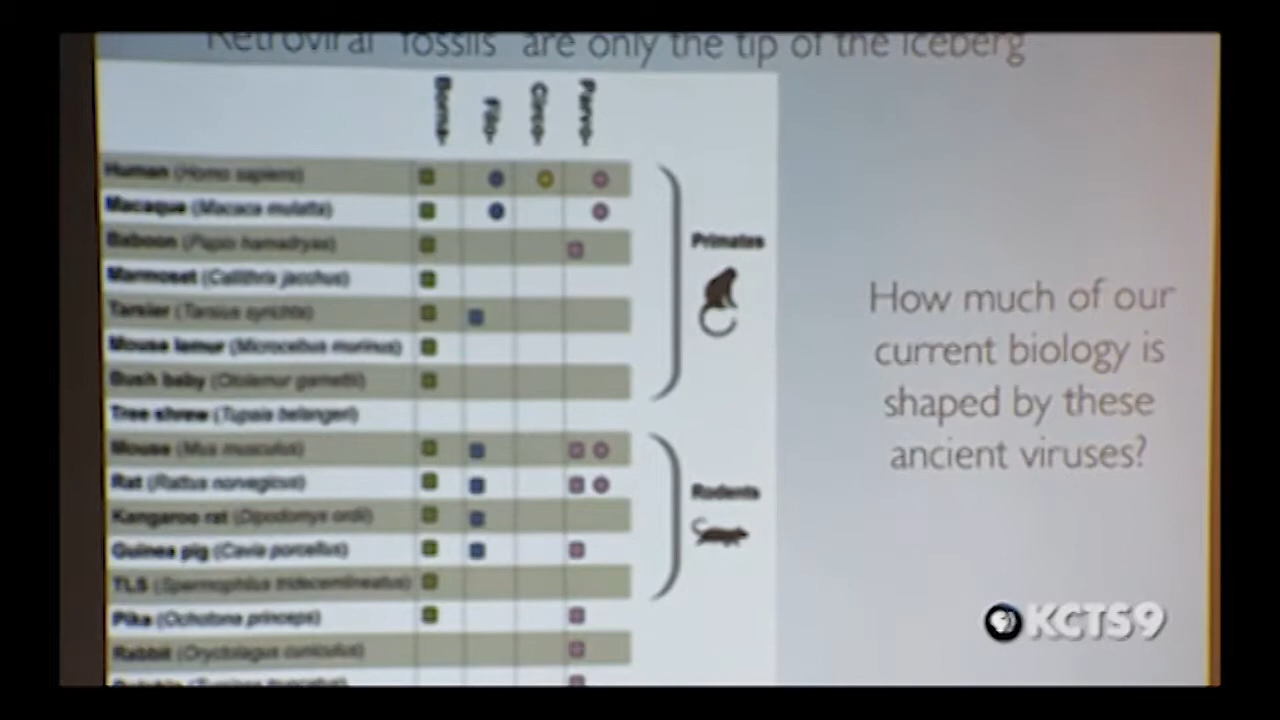 Retroviral fossils are only the tip of the iceberg
Borna- Filo- Circo- Parvo-
Human (Homo sapiens)
Macaque (Macaca mulatta)
Baboon (Papio hamadryas)
Marmoset (Callithrix jacchus)
Tarsier (Tarsius syrichta)
Mouse lemur (Microcebus murinus)
Bush baby (Otolemur garnettii)
Tree shrew (Tupaia belangeri)
Mouse (Mus musculus)
Rat (Rattus norvegicus)
Kangaroo rat (Dipodomys ordii)
Guinea pig (Cavia porcellus)
TLS (Spermophilus tridecemlineatus)
Pika (Ochotona princeps)
Rabbit (Oryctolagus cuniculus)
Primates
Rodents
How much of our
current biology is
shaped by these
ancient viruses?
KCTS9